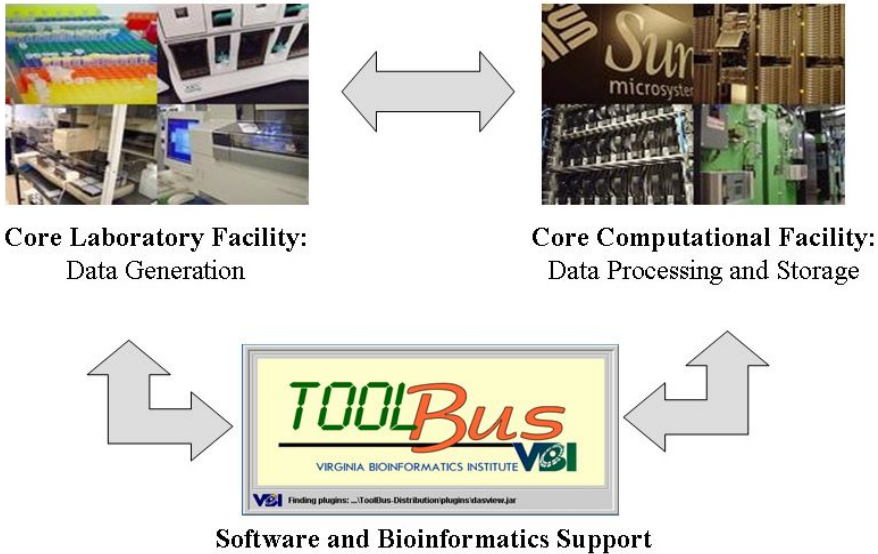 Sun
microsystem
Core Laboratory Facility:
Data Generation
Core Computational Facility:
Data Processing and Storage
TOOLBus
VIRGINIA BIOINFORMATICS INSTITUTE VBI
VBI Finding plugins: ...\ToolBus-Distribution\plugins\dasview.jar
Software and Bioinformatics Support